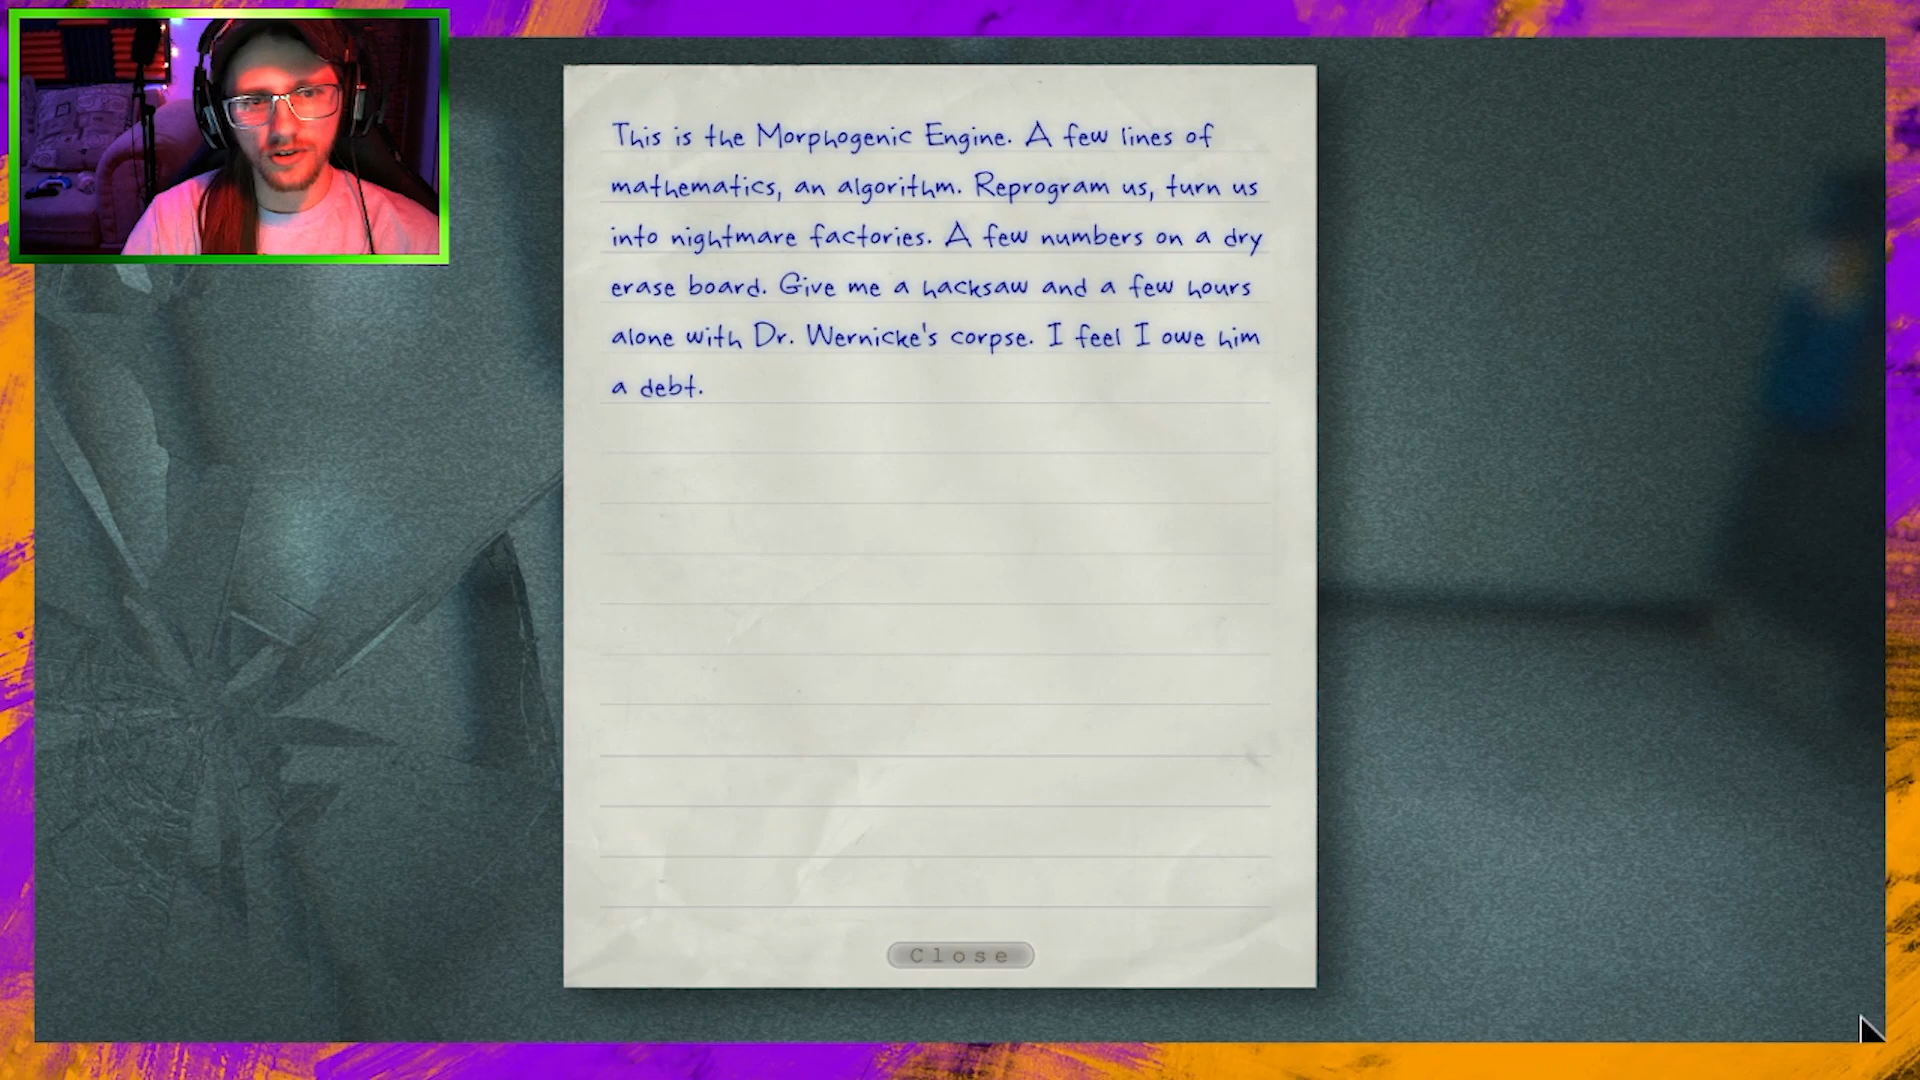 This is the Morphogenic Engine. A few lines of
mathematics, an algorithm. Reprogram us, turn us
into nightmare factories. A few numbers on a dry
erase board. Give me a hacksaw and a few hours
alone with Dr. Wernicke's corpse. I feel I owe him
a debt.
Close